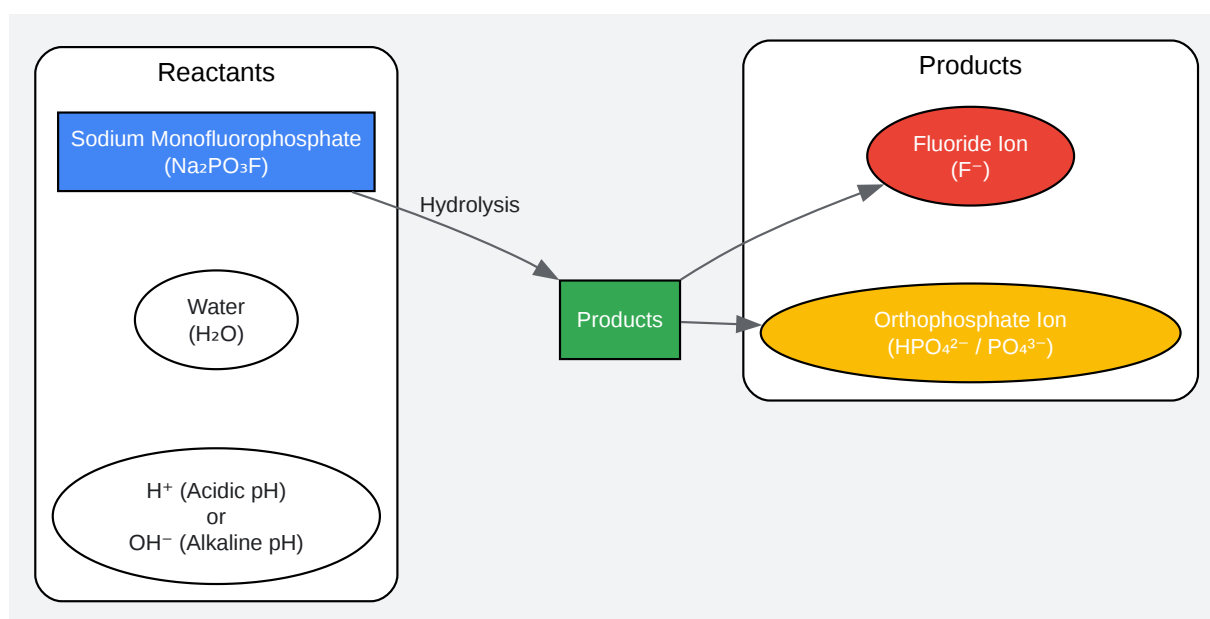 Reactants
Sodium Monofluorophosphate
(Na₂PO₃F)
Hydrolysis
Water
(H₂O)
H⁺ (Acidic pH)
or
OH⁻ (Alkaline pH)
Products
Products
Fluoride Ion
(F⁻)
Orthophosphate Ion
(HPO₄²⁻ / PO₄³⁻)